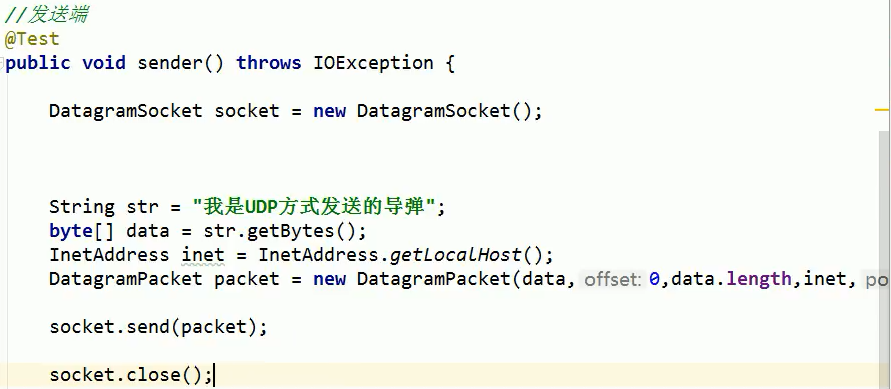 //发送端
@Test
public void sender() throws IOException {
DatagramSocket socket = new DatagramSocket();
String str = "我是UDP方式发送的导弹";
byte[] data = str.getBytes();
InetAddress inet = InetAddress.getLocalHost();
DatagramPacket packet = new DatagramPacket(data, offset: 0,data.length,inet, po
socket.send(packet);
socket.close();